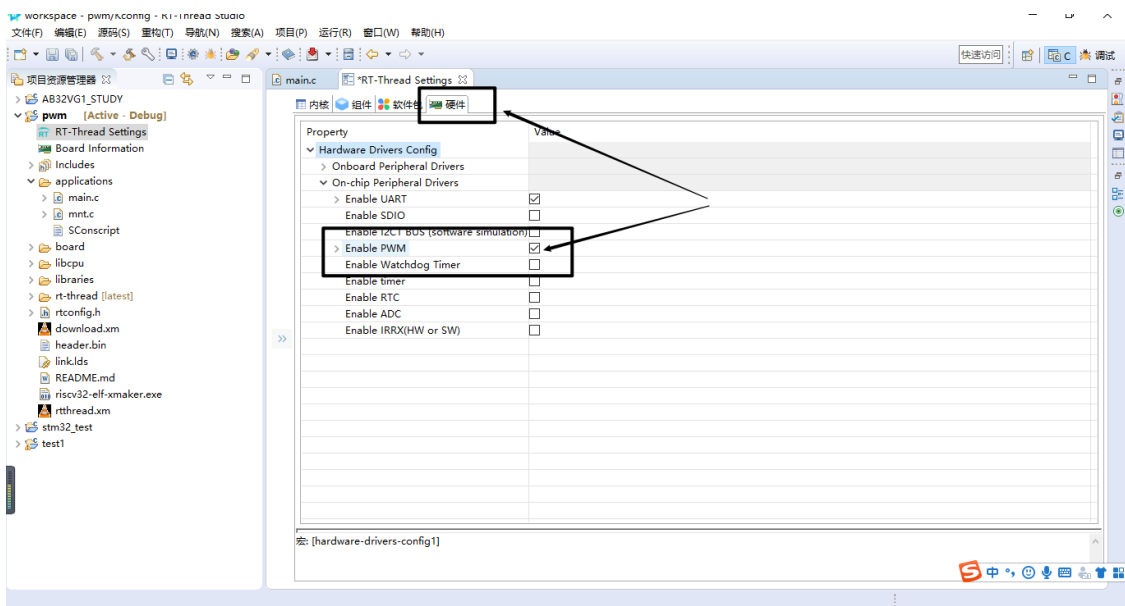 workspace - pwm/Kconfig - RT-Thread Studio
文件(F) 编辑(E) 源码(S) 重构(T) 导航(N) 搜索(A) 项目(P) 运行(R) 窗口(W) 帮助(H)
快速访问
C
调试
项目资源管理器
AB32VG1_STUDY
pwm [Active - Debug]
RT-Thread Settings
Board Information
Includes
applications
main.c
mnt.c
SConscript
board
libcpu
libraries
rt-thread [latest]
rtconfig.h
download.xm
header.bin
link.lds
README.md
riscv32-elf-xmaker.exe
rtthread.xm
stm32_test
test1
main.c
*RT-Thread Settings
内核 组件 软件包 硬件
Property Value
Hardware Drivers Config
Onboard Peripheral Drivers
On-chip Peripheral Drivers
Enable UART
Enable SDIO
Enable I2C1 BUS (software simulation)
Enable PWM
Enable Watchdog Timer
Enable timer
Enable RTC
Enable ADC
Enable IRRX(HW or SW)
宏: [hardware-drivers-config1]
中